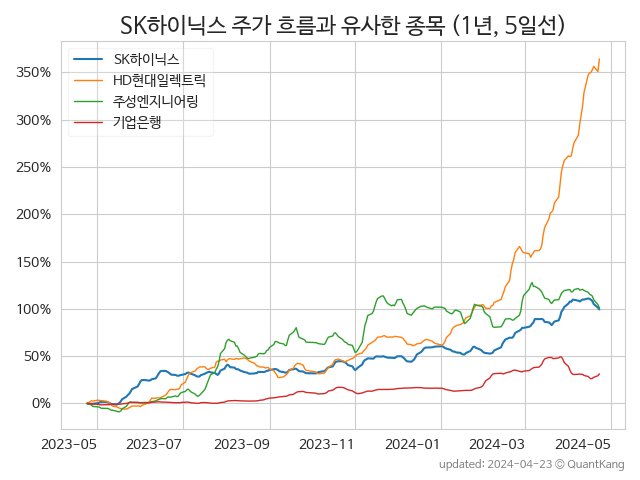 SK하이닉스 주가 흐름과 유사한 종목 (1년, 5일선)
SK하이닉스
HD현대일렉트릭
주성엔지니어링
기업은행
350%
300%
250%
200%
150%
100%
50%
0%
2023-05 2023-07 2023-09 2023-11 2024-01 2024-03 2024-05
updated: 2024-04-23 © QuantKang